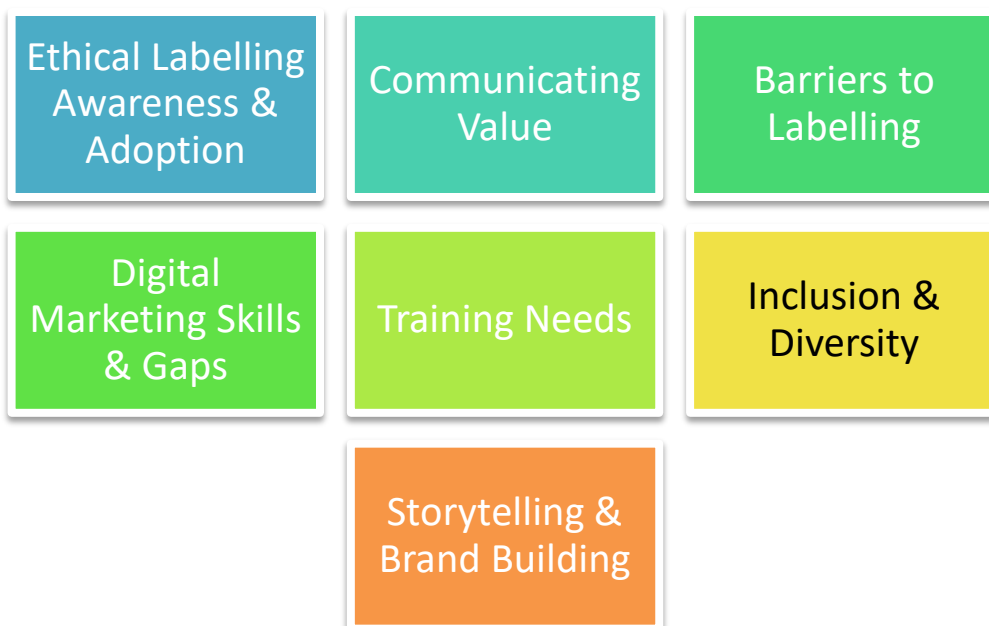 Ethical Labelling
Awareness &
Adoption
Communicating
Value
Barriers to
Labelling
Digital
Marketing Skills
& Gaps
Training Needs
Inclusion &
Diversity
Storytelling &
Brand Building